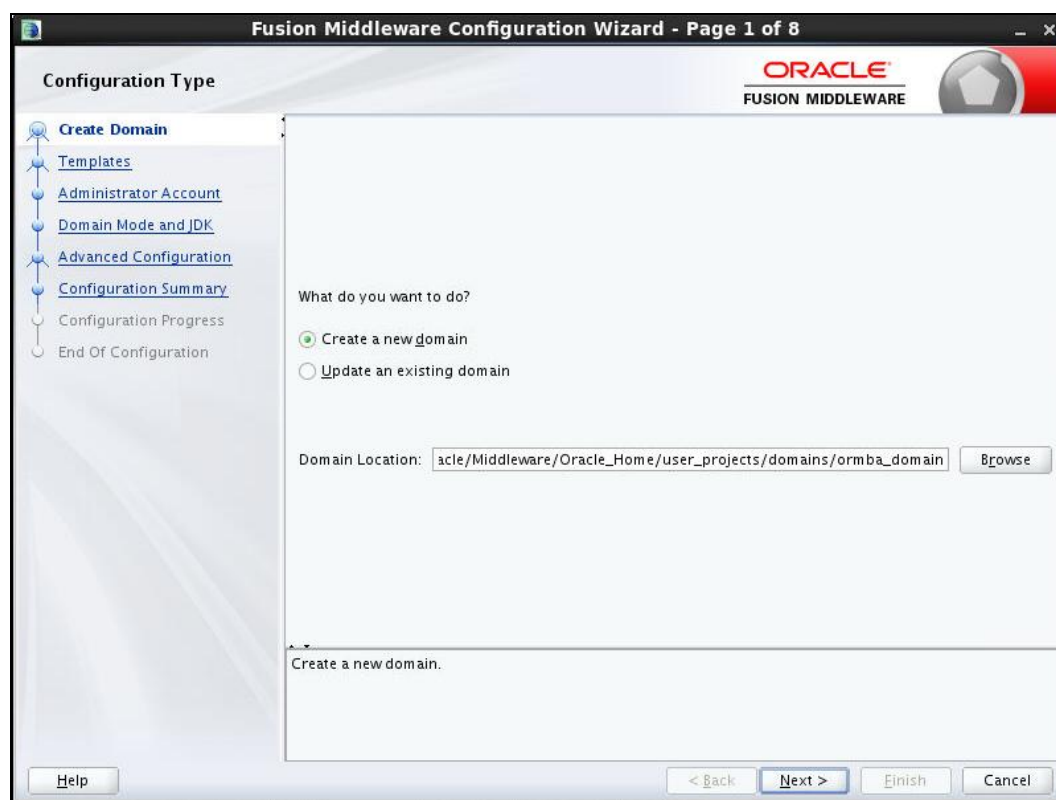 Fusion Middleware Configuration Wizard - Page 1 of 8
Configuration Type
ORACLE
FUSION MIDDLEWARE
Create Domain
Templates
Administrator Account
Domain Mode and JDK
Advanced Configuration
Configuration Summary
Configuration Progress
End Of Configuration
What do you want to do?
Create a new domain
Update an existing domain
Domain Location: acle/Middleware/Oracle_Home/user_projects/domains/ormba_domain Browse
Create a new domain.
Help < Back Next > Finish Cancel